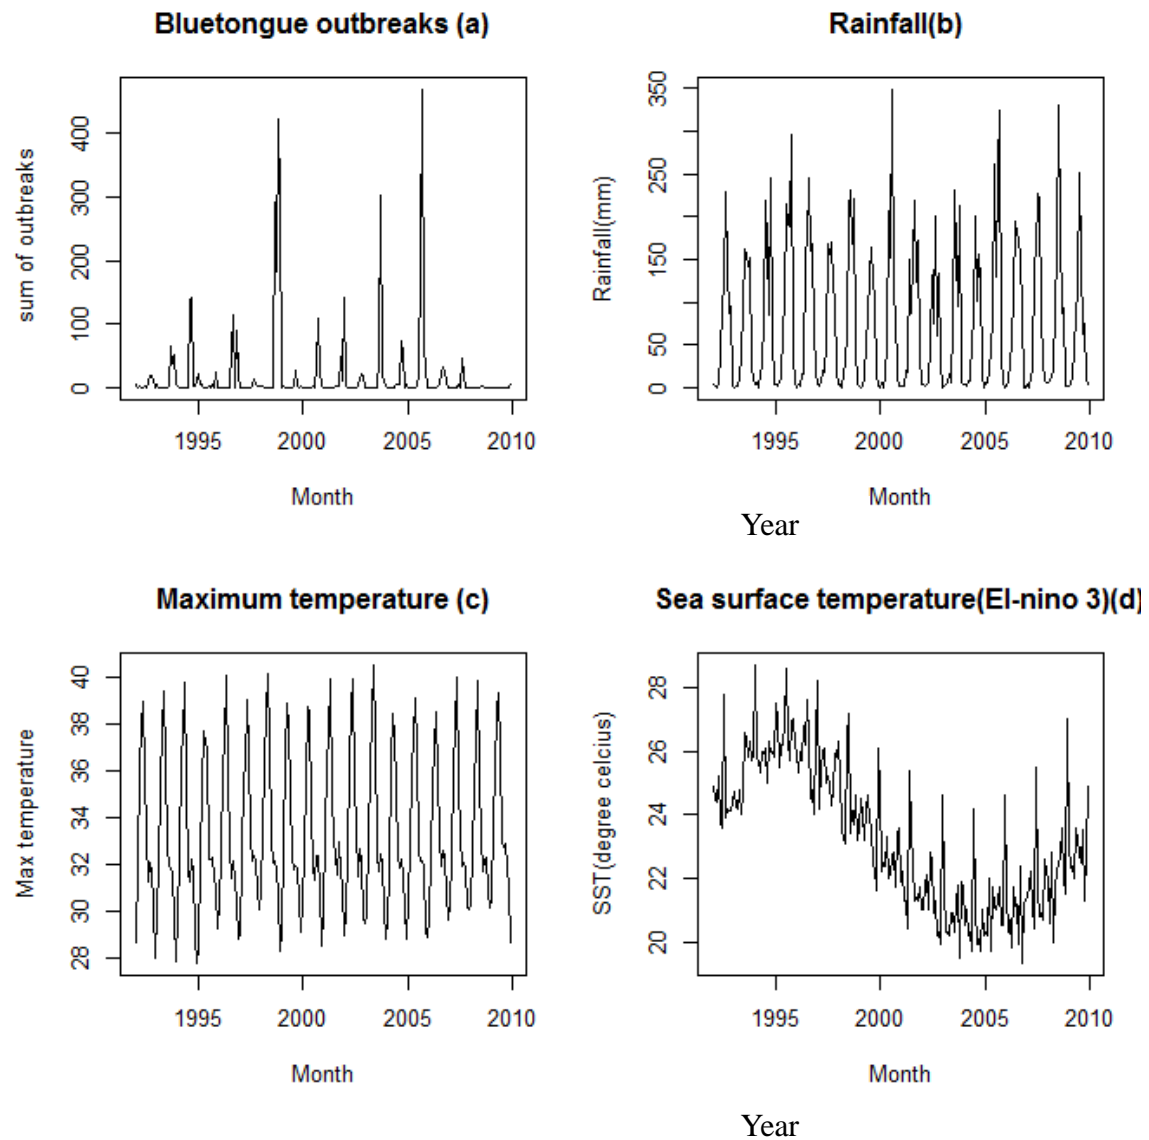 Bluetongue outbreaks (a)
sum of outbreaks
400
300
200
100
0
1995 2000 2005 2010
Month
Rainfall(b)
Rainfall(mm)
350
250
150
50
0
1995 2000 2005 2010
Month
Year
Maximum temperature (c)
Max temperature
40
38
36
34
32
30
28
1995 2000 2005 2010
Month
Sea surface temperature(El-nino 3)(d)
SST(degree celcius)
28
26
24
22
20
1995 2000 2005 2010
Month
Year